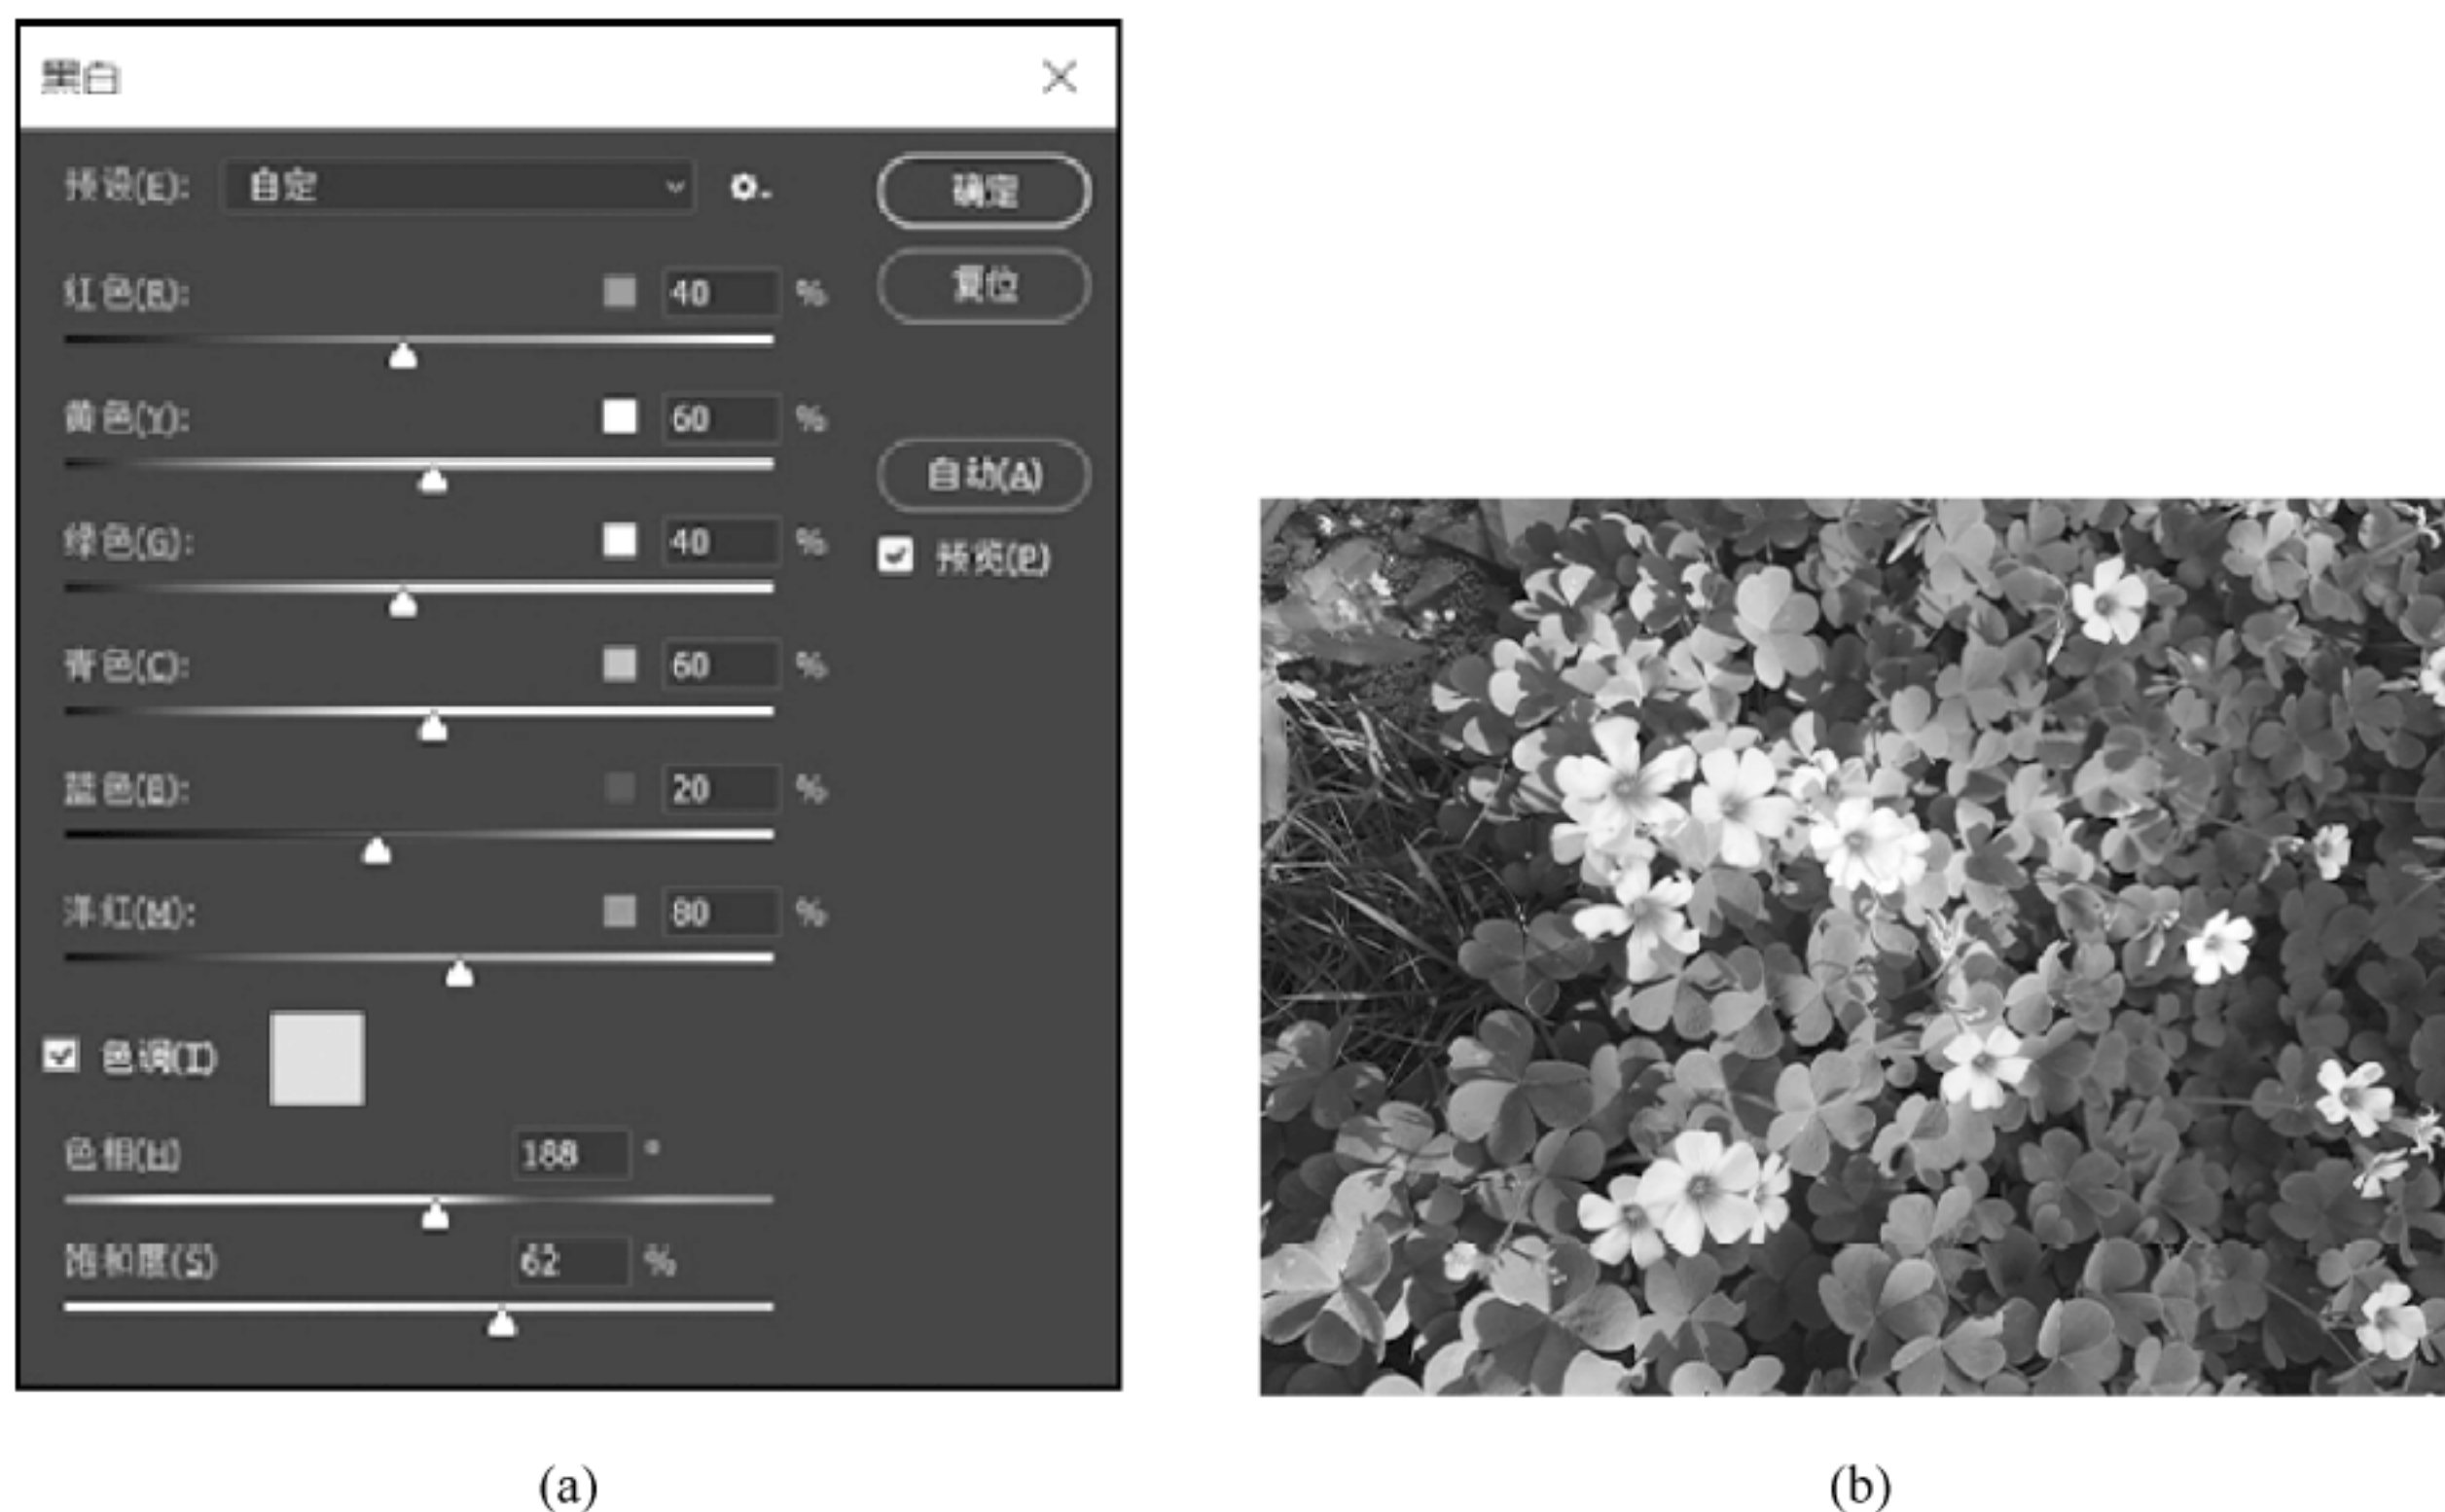 黑白
预设(E): 自定
确定
红色(R): 40 %
复位
黄色(Y): 60 %
自动(A)
绿色(G): 40 %
预览(P)
青色(C): 60 %
蓝色(B): 20 %
洋红(M): 80 %
色调(T)
色相(H) 188 °
饱和度(S) 62 %
(a)
(b)